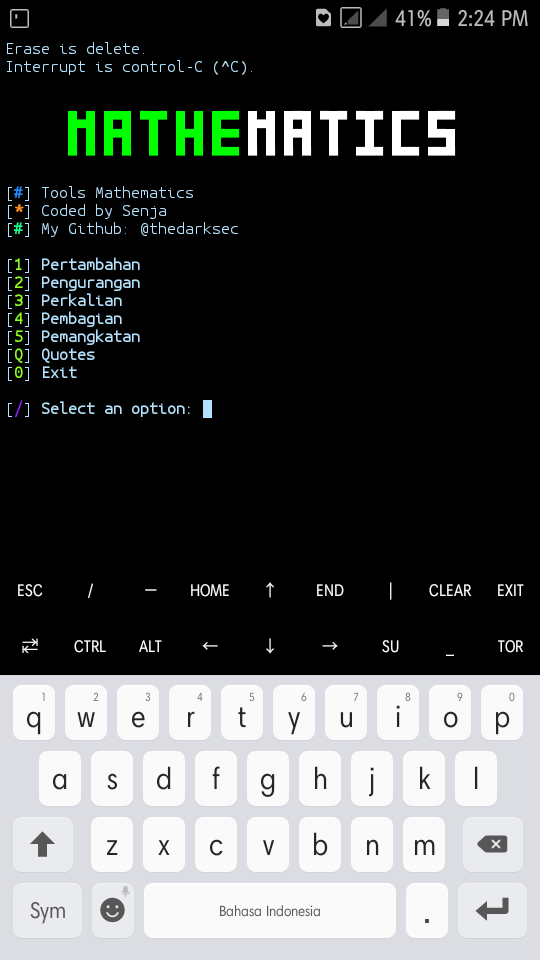 41% 2:24 PM
Erase is delete.
Interrupt is control-C (^C).
MATHEMATICS
[#] Tools Mathematics
[*] Coded by Senja
[#] My Github: @thedarksec
[1] Pertambahan
[2] Pengurangan
[3] Perkalian
[4] Pembagian
[5] Pemangkatan
[Q] Quotes
[0] Exit
[/] Select an option:
ESC / — HOME ↑ END | CLEAR EXIT
⇄ CTRL ALT ← ↓ → SU _ TOR
1 2 3 4 5 6 7 8 9 0
q w e r t y u i o p
a s d f g h j k l
z x c v b n m
Sym Bahasa Indonesia .